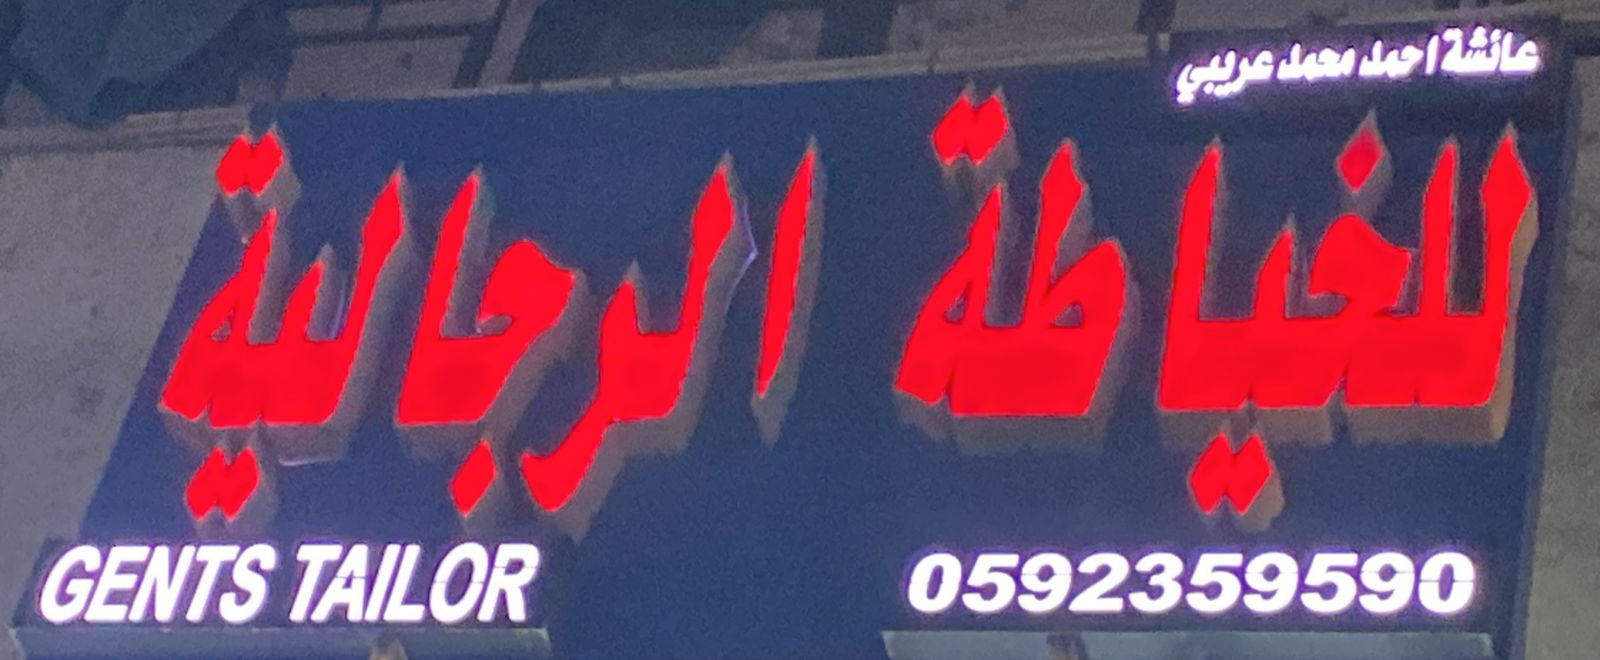 عائشة احمد محمد عريبي
للخياطة الرجالية
GENTS TAILOR
0592359590